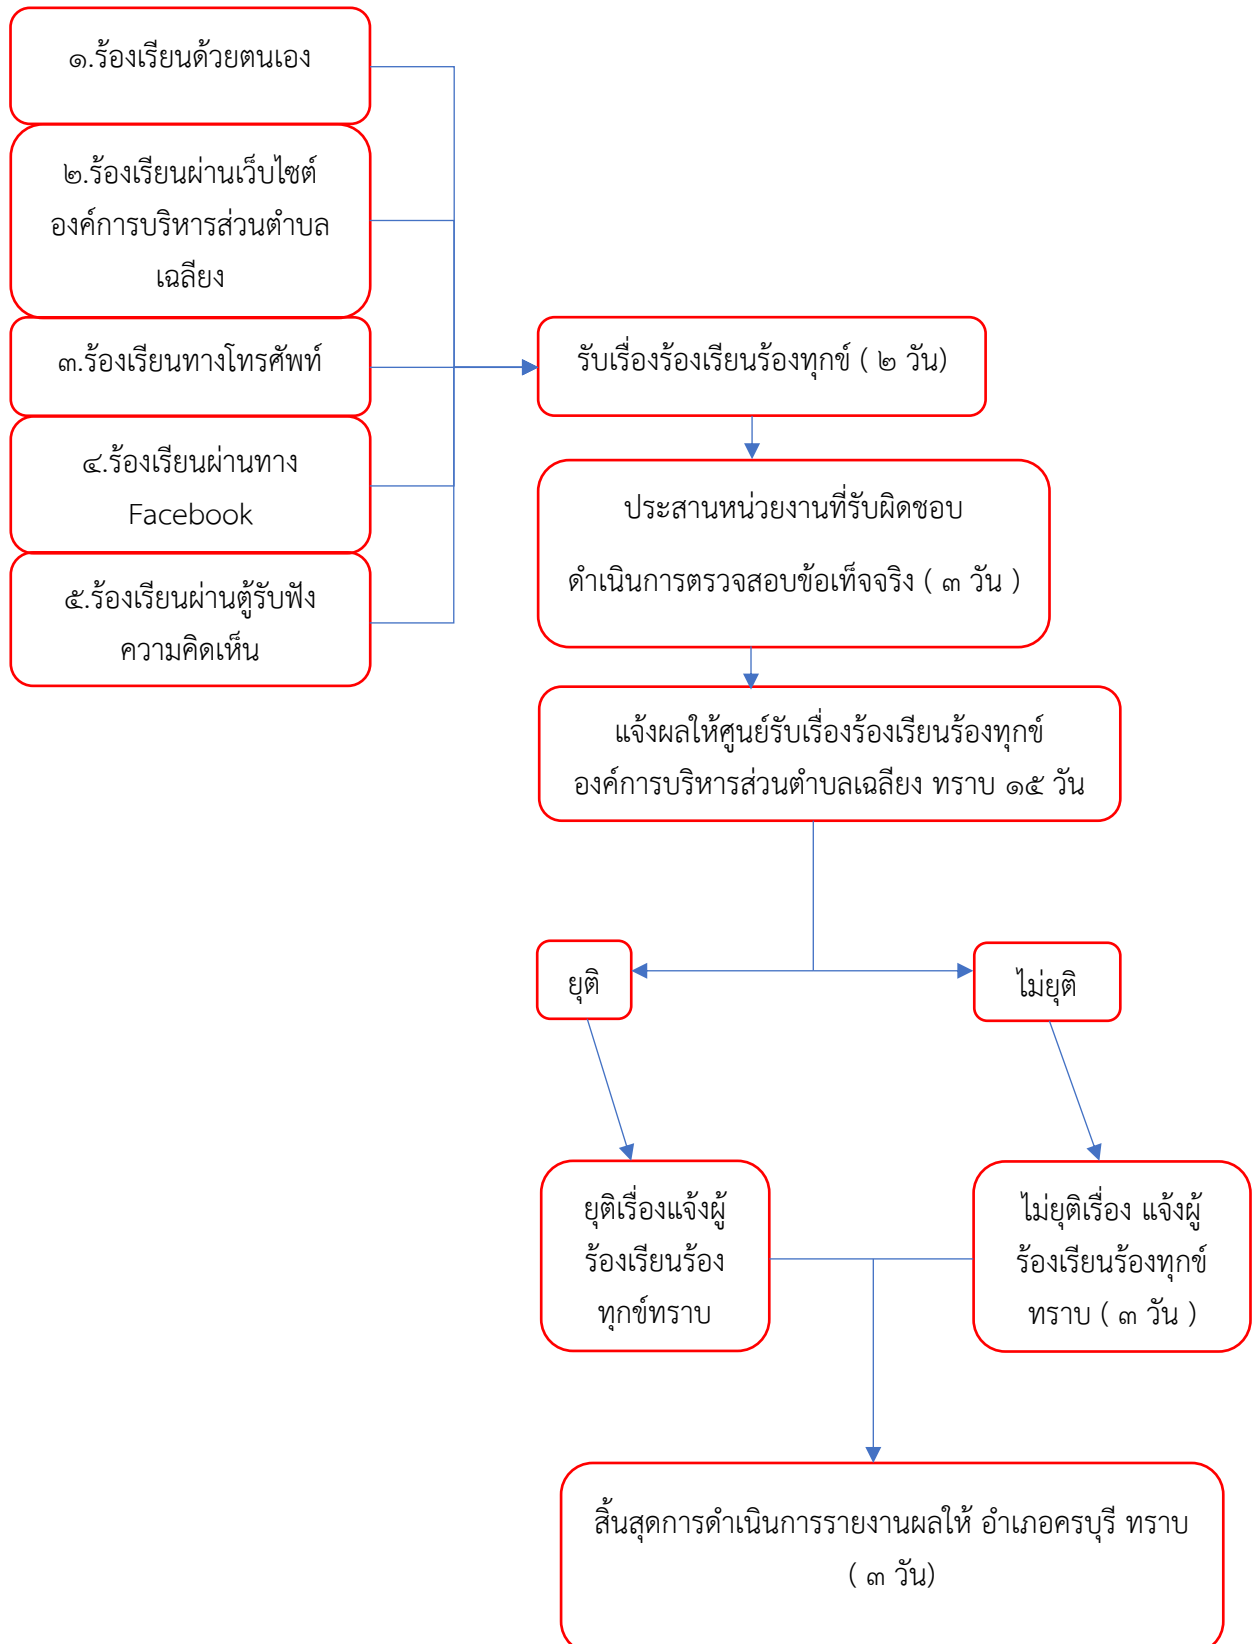 ๑.ร้องเรียนด้วยตนเอง
๒.ร้องเรียนผ่านเว็บไซต์
องค์การบริหารส่วนตำบล
เฉลียง
๓.ร้องเรียนทางโทรศัพท์
๔.ร้องเรียนผ่านทาง
Facebook
๕.ร้องเรียนผ่านตู้รับฟัง
ความคิดเห็น
รับเรื่องร้องเรียนร้องทุกข์ ( ๒ วัน)
ประสานหน่วยงานที่รับผิดชอบ
ดำเนินการตรวจสอบข้อเท็จจริง ( ๓ วัน )
แจ้งผลให้ศูนย์รับเรื่องร้องเรียนร้องทุกข์
องค์การบริหารส่วนตำบลเฉลียง ทราบ ๑๕ วัน
ยุติ
ไม่ยุติ
ยุติเรื่องแจ้งผู้
ร้องเรียนร้อง
ทุกข์ทราบ
ไม่ยุติเรื่อง แจ้งผู้
ร้องเรียนร้องทุกข์
ทราบ ( ๓ วัน )
สิ้นสุดการดำเนินการรายงานผลให้ อำเภอครบุรี ทราบ
( ๓ วัน)